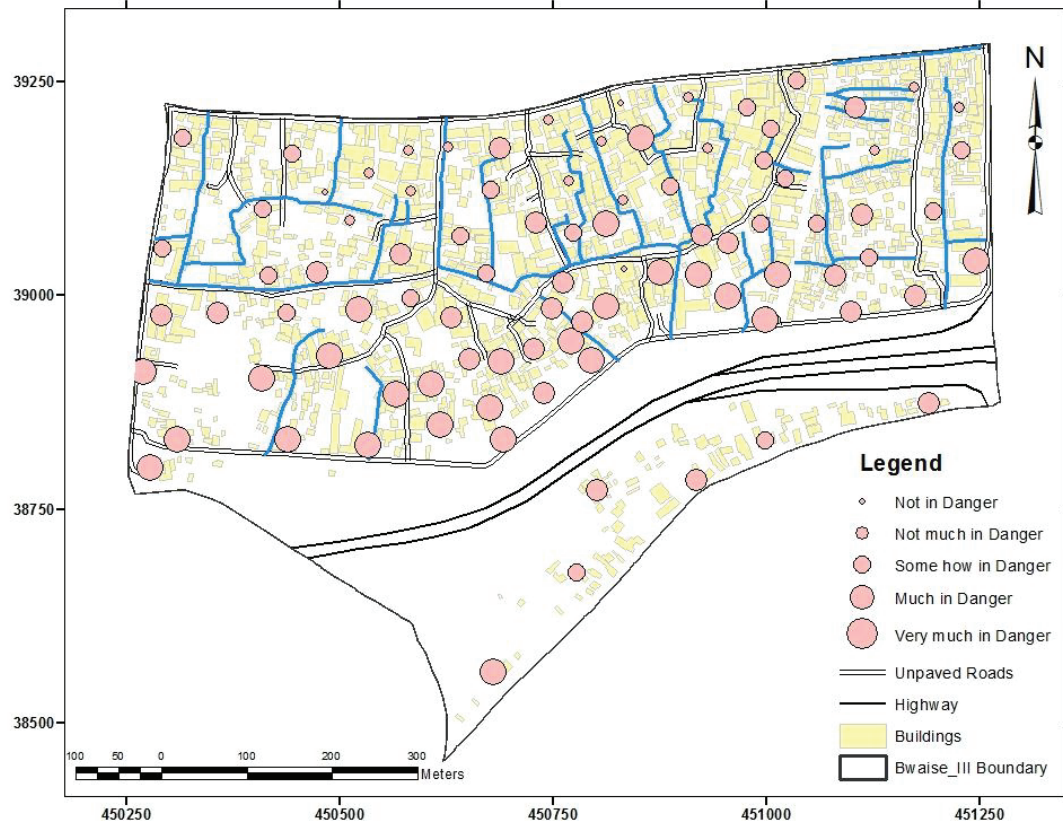 N
39250
39000
38750
38500
450250
450500
450750
451000
451250
100 50 0 100 200 300
Meters
Legend
Not in Danger
Not much in Danger
Some how in Danger
Much in Danger
Very much in Danger
Unpaved Roads
Highway
Buildings
Bwaise_III Boundary